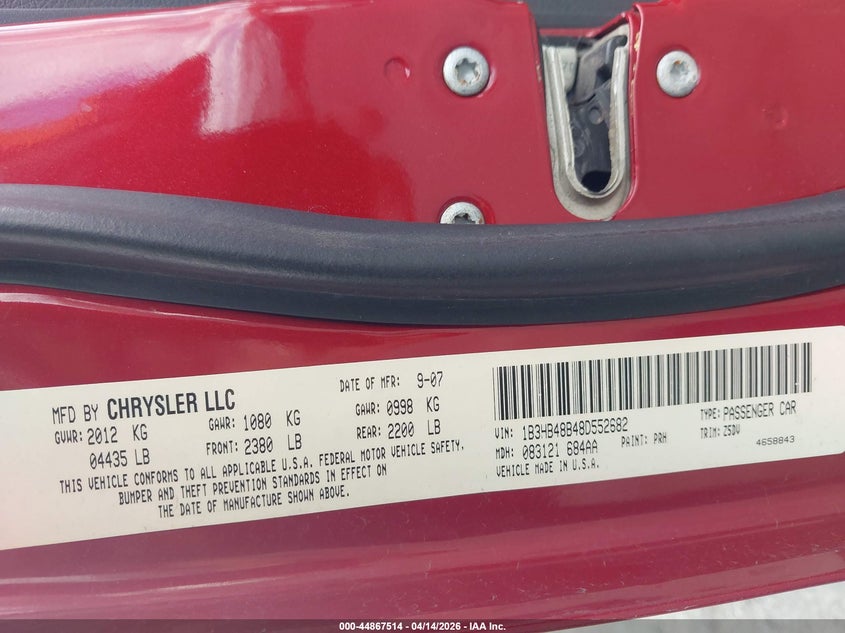 MFD BY CHRYSLER LLC
DATE OF MFR: 9-07
GVWR: 2012 KG
04435 LB
GAWR: 1080 KG
FRONT: 2380 LB
GAWR: 0998 KG
REAR: 2200 LB
THIS VEHICLE CONFORMS TO ALL APPLICABLE U.S.A. FEDERAL MOTOR VEHICLE SAFETY,
BUMPER AND THEFT PREVENTION STANDARDS IN EFFECT ON
THE DATE OF MANUFACTURE SHOWN ABOVE.
VIN: 1B3HB48B48D552682
TYPE: PASSENGER CAR
MDH: 083121 684AA
PAINT: PRH
TRIM: Z5DV
VEHICLE MADE IN U.S.A.
4658843
000-44867514 - 04/14/2026 - IAA Inc.